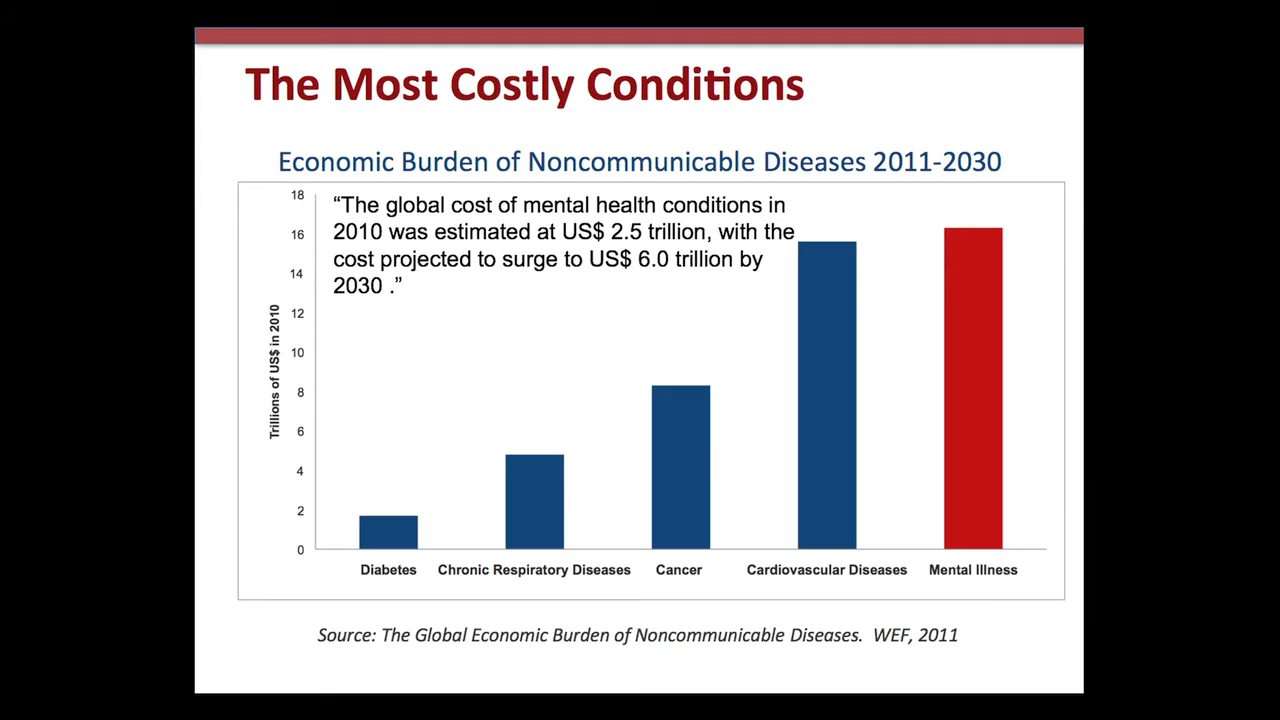 The Most Costly Conditions
Economic Burden of Noncommunicable Diseases 2011-2030
“The global cost of mental health conditions in
2010 was estimated at US$ 2.5 trillion, with the
cost projected to surge to US$ 6.0 trillion by
2030 .”
Trillions of US$ in 2010
18
16
14
12
10
8
6
4
2
0
Diabetes Chronic Respiratory Diseases Cancer Cardiovascular Diseases Mental Illness
Source: The Global Economic Burden of Noncommunicable Diseases. WEF, 2011